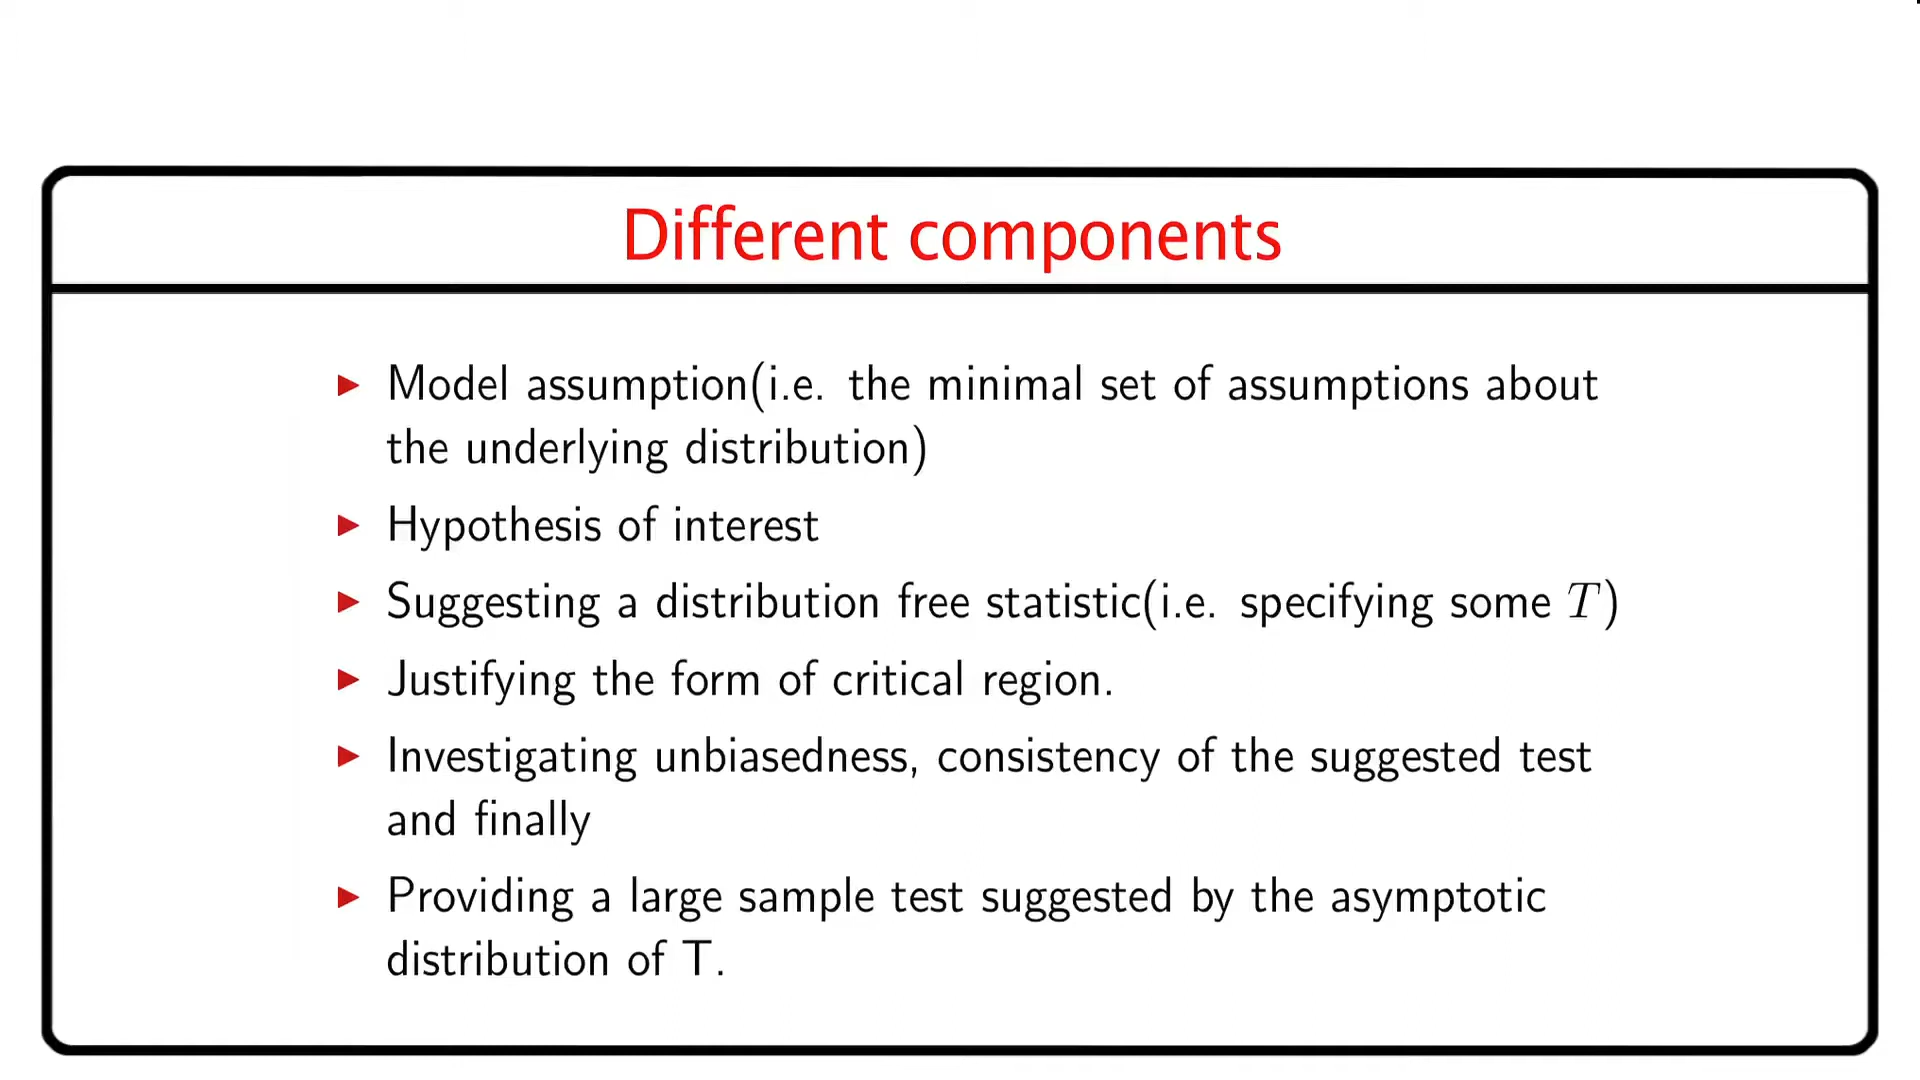 Different components
▶ Model assumption(i.e. the minimal set of assumptions about
the underlying distribution)
▶ Hypothesis of interest
▶ Suggesting a distribution free statistic(i.e. specifying some T)
▶ Justifying the form of critical region.
▶ Investigating unbiasedness, consistency of the suggested test
and finally
▶ Providing a large sample test suggested by the asymptotic
distribution of T.